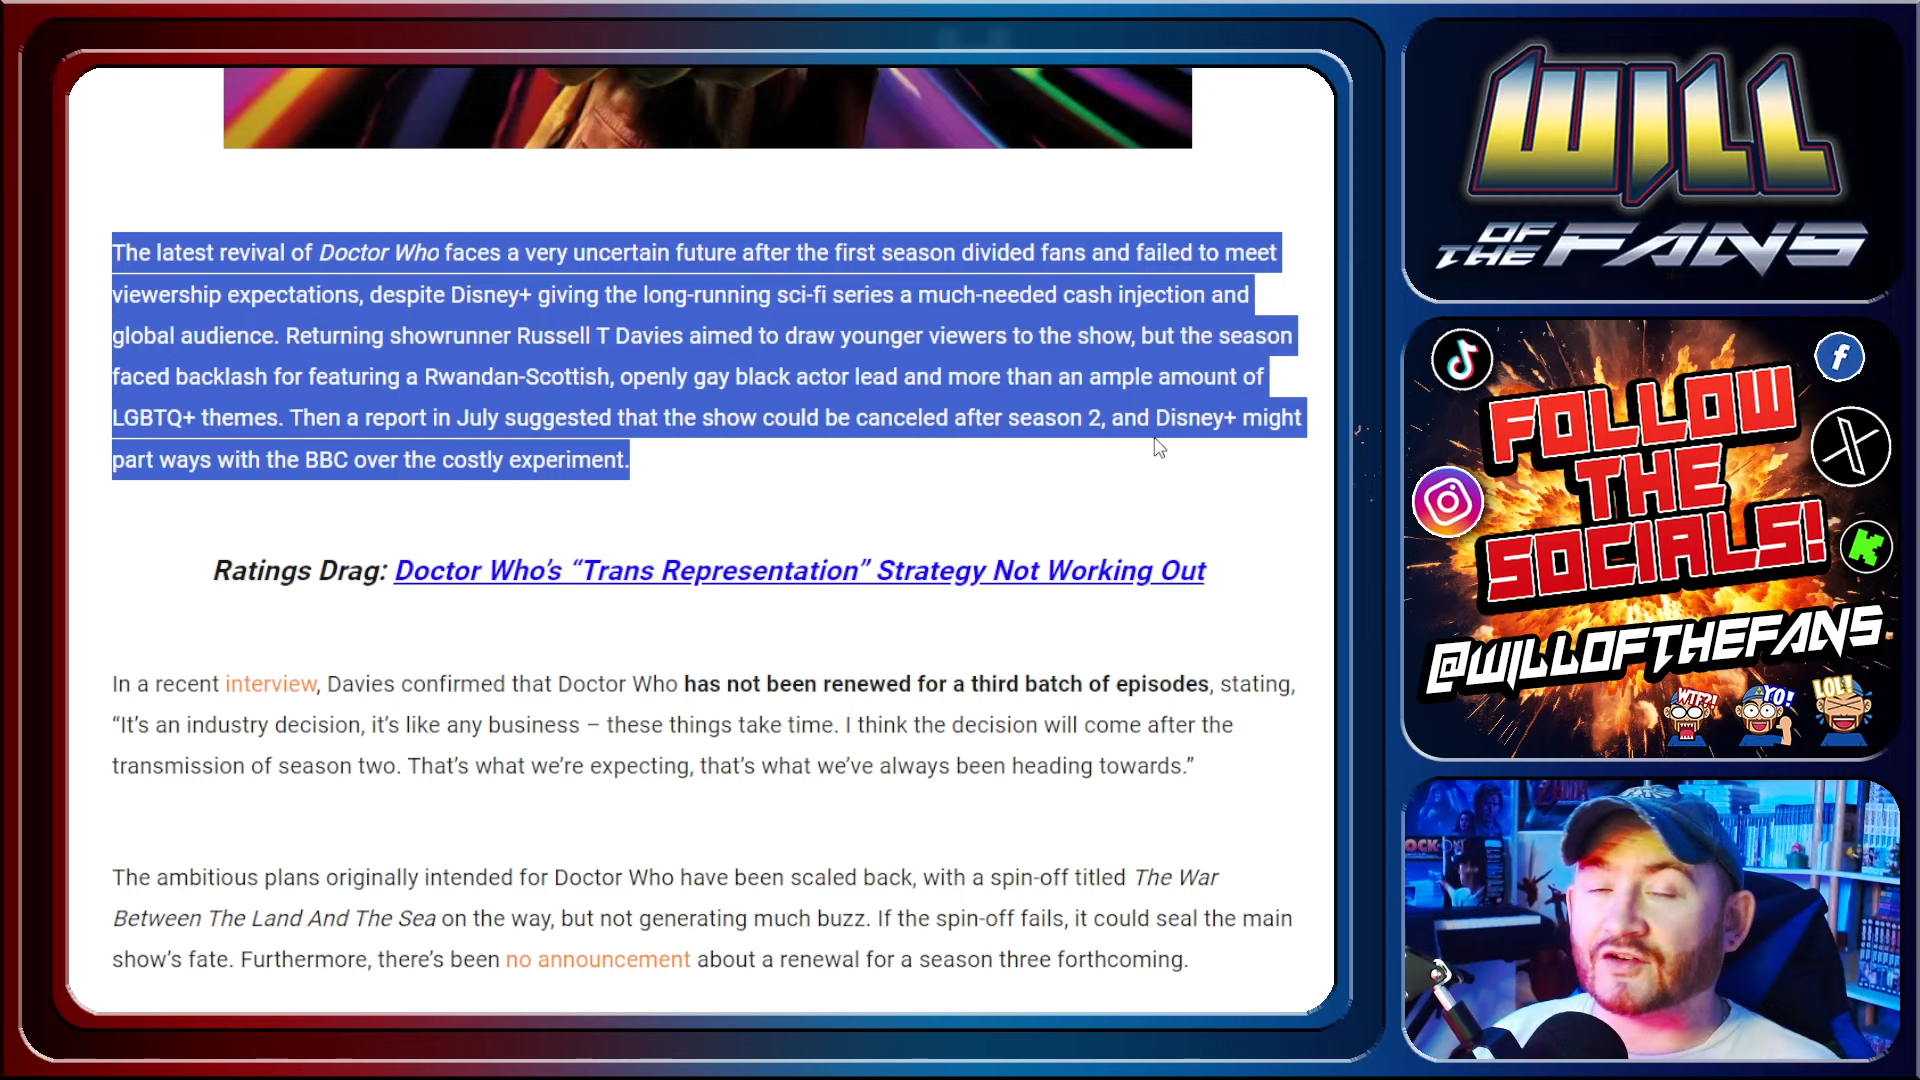 The latest revival of Doctor Who faces a very uncertain future after the first season divided fans and failed to meet
viewership expectations, despite Disney+ giving the long-running sci-fi series a much-needed cash injection and
global audience. Returning showrunner Russell T Davies aimed to draw younger viewers to the show, but the season
faced backlash for featuring a Rwandan-Scottish, openly gay black actor lead and more than an ample amount of
LGBTQ+ themes. Then a report in July suggested that the show could be canceled after season 2, and Disney+ might
part ways with the BBC over the costly experiment.
Ratings Drag: Doctor Who’s “Trans Representation” Strategy Not Working Out
In a recent interview, Davies confirmed that Doctor Who has not been renewed for a third batch of episodes, stating,
“It’s an industry decision, it’s like any business – these things take time. I think the decision will come after the
transmission of season two. That’s what we’re expecting, that’s what we’ve always been heading towards.”
The ambitious plans originally intended for Doctor Who have been scaled back, with a spin-off titled The War
Between The Land And The Sea on the way, but not generating much buzz. If the spin-off fails, it could seal the main
show’s fate. Furthermore, there’s been no announcement about a renewal for a season three forthcoming.
WILL
OF
THE FANS
FOLLOW
THE
SOCIALS!
@WILLOFTHEFANS
WTF?!
YO!
LOL!